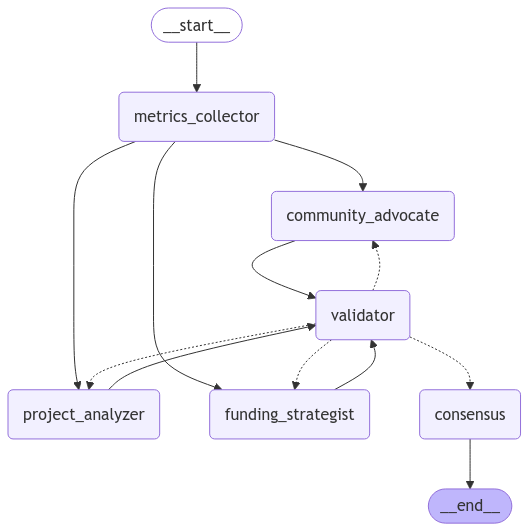 __start__
metrics_collector
community_advocate
validator
project_analyzer
funding_strategist
consensus
__end__